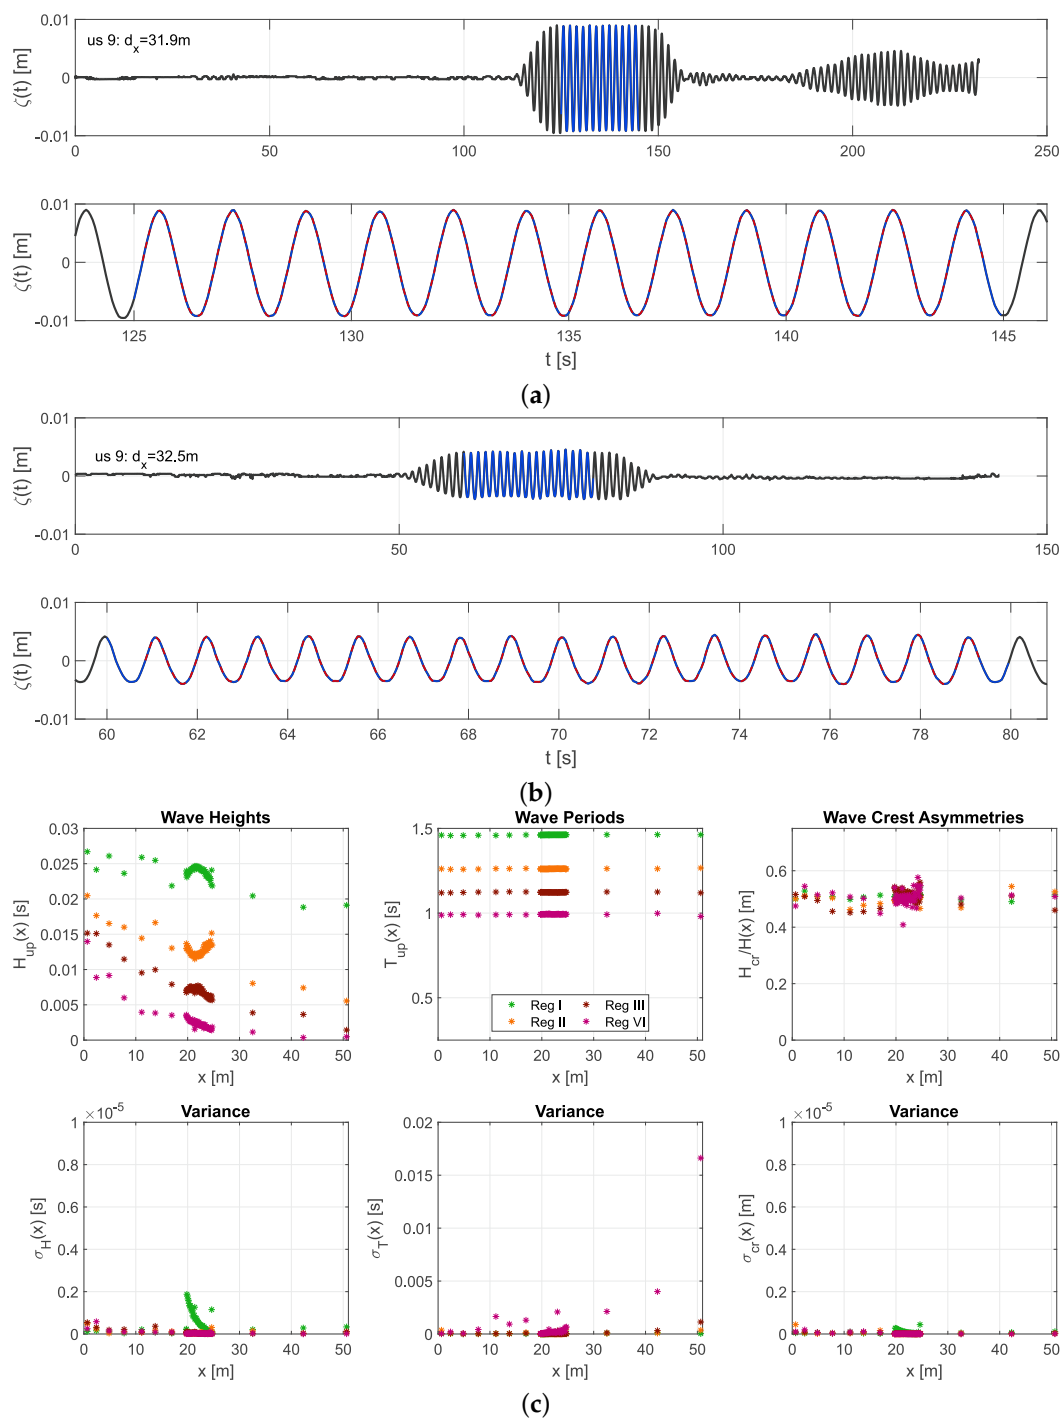 0.01
us 9: d_x=31.9m
ζ(t) [m]
0
-0.01
0 50 100 150 200 250
0.01
ζ(t) [m]
0
-0.01
125 130 135 140 145
t [s]
(a)
0.01
us 9: d_x=32.5m
ζ(t) [m]
0
-0.01
0 50 100 150
0.01
ζ(t) [m]
0
-0.01
60 62 64 66 68 70 72 74 76 78 80
t [s]
(b)
Wave Heights
0.03
0.025
0.02
0.015
0.01
0.005
0
H_up(x) [s]
0 10 20 30 40 50
x [m]
Wave Periods
1.5
1
0.5
T_up(x) [s]
Reg I
Reg II
Reg III
Reg VI
0 10 20 30 40 50
x [m]
Wave Crest Asymmetries
0.6
0.4
0.2
0
H_cr/H(x) [m]
0 10 20 30 40 50
x [m]
×10^-5
Variance
1
0.8
0.6
0.4
0.2
0
σ_H(x) [s]
0 10 20 30 40 50
x [m]
Variance
0.02
0.015
0.01
0.005
0
σ_T(x) [s]
0 10 20 30 40 50
x [m]
×10^-5
Variance
1
0.8
0.6
0.4
0.2
0
σ_cr(x) [m]
0 10 20 30 40 50
x [m]
(c)